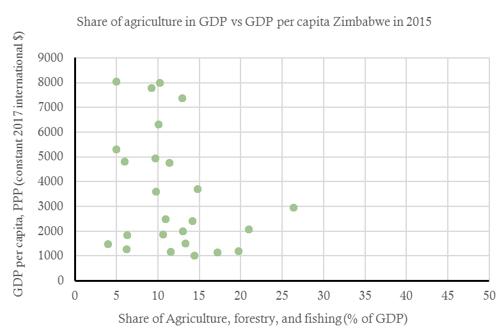 Share of agriculture in GDP vs GDP per capita Zimbabwe in 2015
GDP per capita, PPP (constant 2017 international $)
9000
8000
7000
6000
5000
4000
3000
2000
1000
0
0 5 10 15 20 25 30 35 40 45 50
Share of Agriculture, forestry, and fishing (% of GDP)